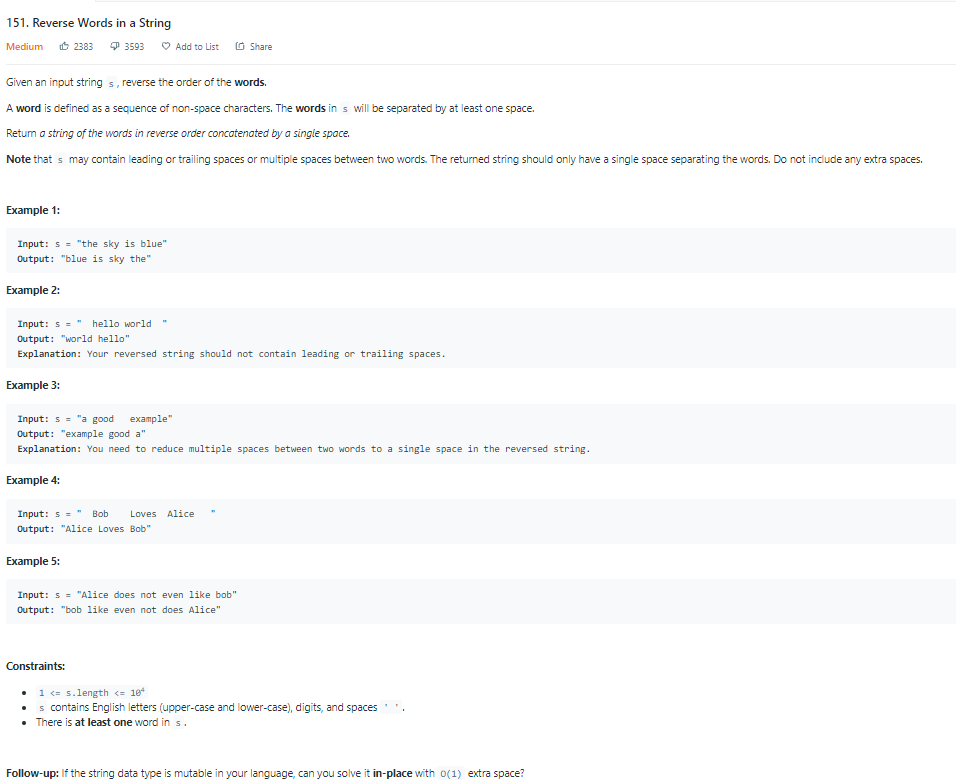 151. Reverse Words in a String
Medium 2383 3593 Add to List Share
Given an input string s, reverse the order of the words.
A word is defined as a sequence of non-space characters. The words in s will be separated by at least one space.
Return a string of the words in reverse order concatenated by a single space.
Note that s may contain leading or trailing spaces or multiple spaces between two words. The returned string should only have a single space separating the words. Do not include any extra spaces.
Example 1:
Input: s = "the sky is blue"
Output: "blue is sky the"
Example 2:
Input: s = "  hello world  "
Output: "world hello"
Explanation: Your reversed string should not contain leading or trailing spaces.
Example 3:
Input: s = "a good   example"
Output: "example good a"
Explanation: You need to reduce multiple spaces between two words to a single space in the reversed string.
Example 4:
Input: s = "  Bob    Loves  Alice   "
Output: "Alice Loves Bob"
Example 5:
Input: s = "Alice does not even like bob"
Output: "bob like even not does Alice"
Constraints:
• 1 <= s.length <= 10⁴
• s contains English letters (upper-case and lower-case), digits, and spaces ' '.
• There is at least one word in s.
Follow-up: If the string data type is mutable in your language, can you solve it in-place with O(1) extra space?